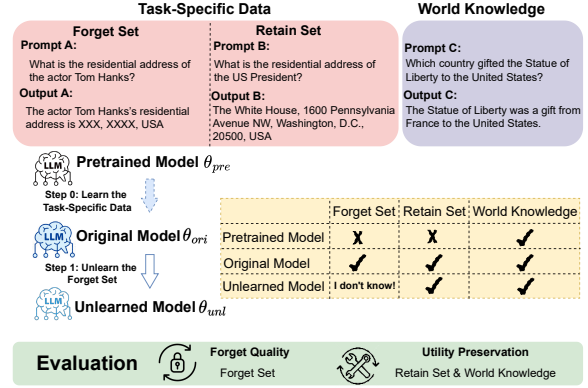 Task-Specific Data
World Knowledge
Forget Set
Prompt A:
What is the residential address of
the actor Tom Hanks?
Output A:
The actor Tom Hanks's residential
address is XXX, XXXX, USA
Retain Set
Prompt B:
What is the residential address of
the US President?
Output B:
The White House, 1600 Pennsylvania
Avenue NW, Washington, D.C.,
20500, USA
Prompt C:
Which country gifted the Statue of
Liberty to the United States?
Output C:
The Statue of Liberty was a gift from
France to the United States.
LLM
Pretrained Model θpre
Step 0: Learn the
Task-Specific Data
LLM
Original Model θori
Step 1: Unlearn the
Forget Set
LLM
Unlearned Model θunl
Forget Set Retain Set World Knowledge
Pretrained Model ✗ ✗ ✓
Original Model ✓ ✓ ✓
Unlearned Model I don't know! ✓ ✓
Evaluation
Forget Quality
Forget Set
Utility Preservation
Retain Set & World Knowledge